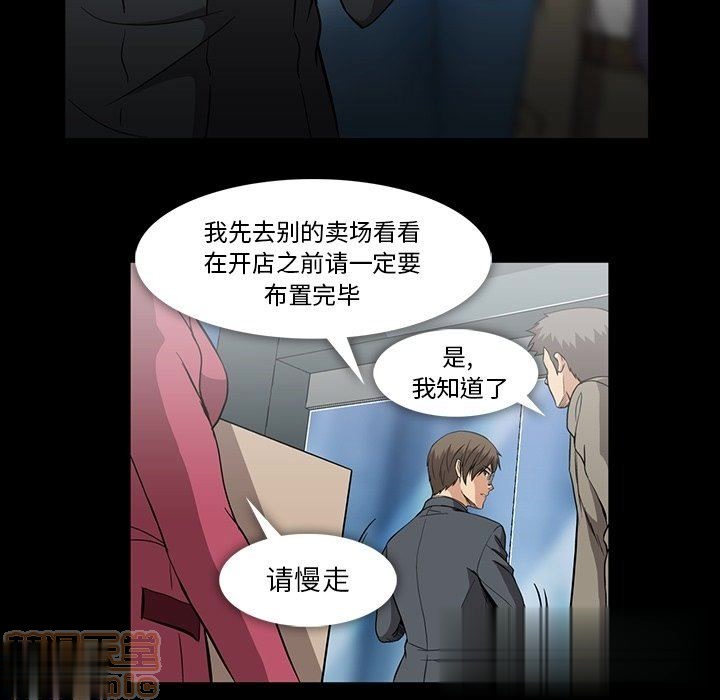 我先去别的卖场看看
在开店之前请一定要
布置完毕
是,
我知道了
请慢走